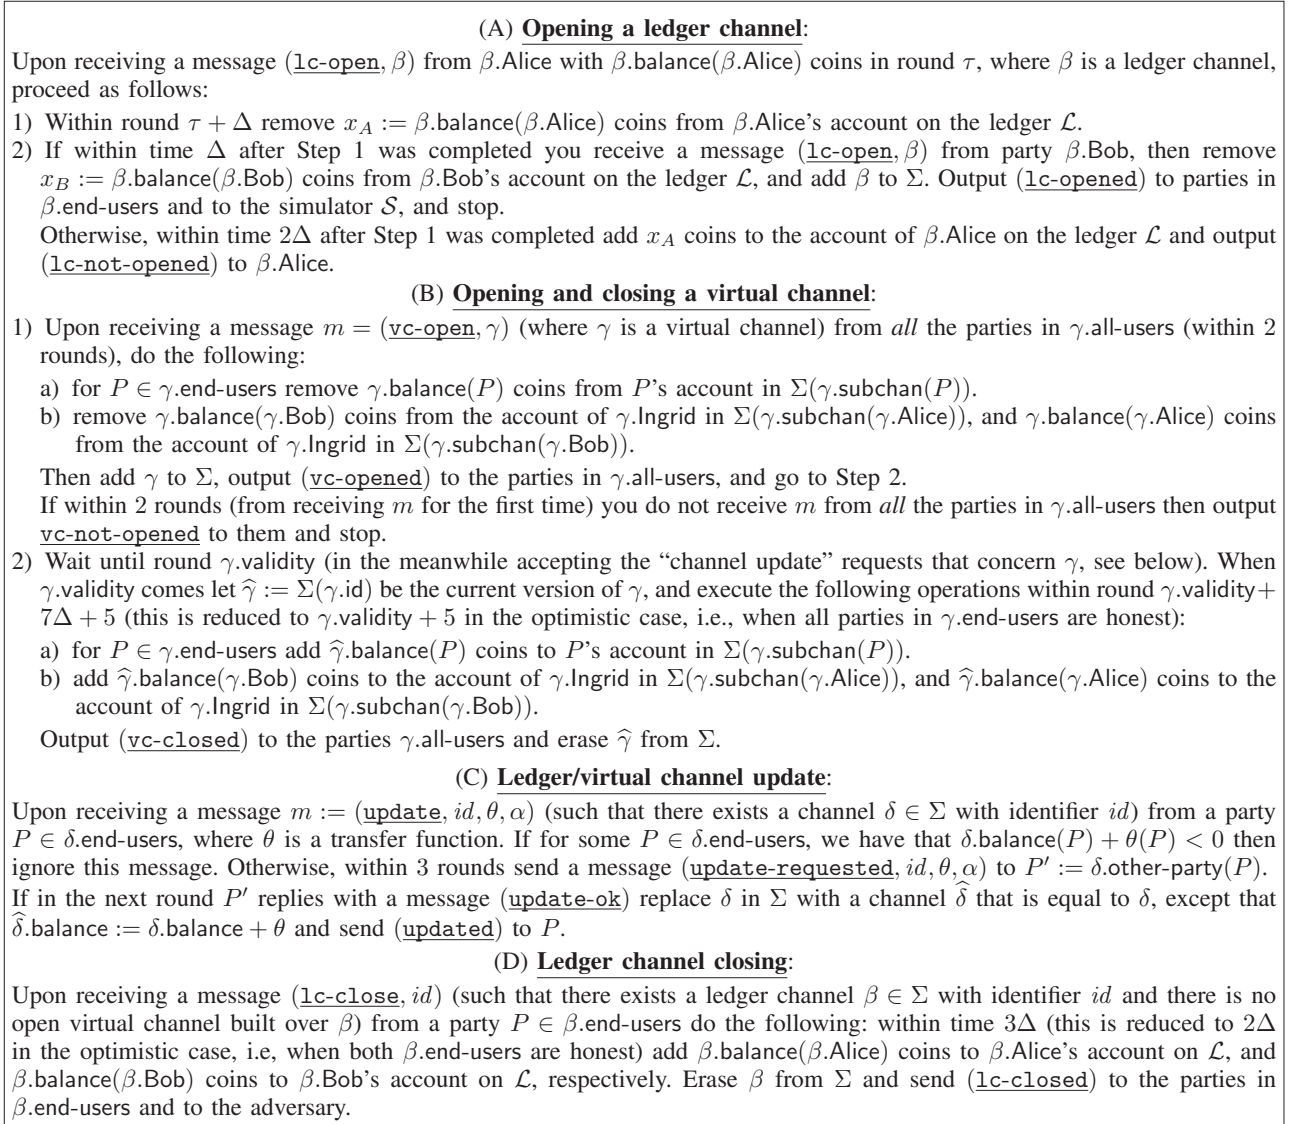 (A) Opening a ledger channel:
Upon receiving a message (lc-open, β) from β.Alice with β.balance(β.Alice) coins in round τ, where β is a ledger channel,
proceed as follows:
1) Within round τ + Δ remove x_A := β.balance(β.Alice) coins from β.Alice's account on the ledger ℒ.
2) If within time Δ after Step 1 was completed you receive a message (lc-open, β) from party β.Bob, then remove
x_B := β.balance(β.Bob) coins from β.Bob's account on the ledger ℒ, and add β to Σ. Output (lc-opened) to parties in
β.end-users and to the simulator 𝒮, and stop.
Otherwise, within time 2Δ after Step 1 was completed add x_A coins to the account of β.Alice on the ledger ℒ and output
(lc-not-opened) to β.Alice.
(B) Opening and closing a virtual channel:
1) Upon receiving a message m = (vc-open, γ) (where γ is a virtual channel) from all the parties in γ.all-users (within 2
rounds), do the following:
a) for P ∈ γ.end-users remove γ.balance(P) coins from P's account in Σ(γ.subchan(P)).
b) remove γ.balance(γ.Bob) coins from the account of γ.Ingrid in Σ(γ.subchan(γ.Alice)), and γ.balance(γ.Alice) coins
from the account of γ.Ingrid in Σ(γ.subchan(γ.Bob)).
Then add γ to Σ, output (vc-opened) to the parties in γ.all-users, and go to Step 2.
If within 2 rounds (from receiving m for the first time) you do not receive m from all the parties in γ.all-users then output
vc-not-opened to them and stop.
2) Wait until round γ.validity (in the meanwhile accepting the “channel update” requests that concern γ, see below). When
γ.validity comes let γ̂ := Σ(γ.id) be the current version of γ, and execute the following operations within round γ.validity+
7Δ + 5 (this is reduced to γ.validity + 5 in the optimistic case, i.e., when all parties in γ.end-users are honest):
a) for P ∈ γ.end-users add γ̂.balance(P) coins to P's account in Σ(γ.subchan(P)).
b) add γ̂.balance(γ.Bob) coins to the account of γ.Ingrid in Σ(γ.subchan(γ.Alice)), and γ̂.balance(γ.Alice) coins to the
account of γ.Ingrid in Σ(γ.subchan(γ.Bob)).
Output (vc-closed) to the parties γ.all-users and erase γ̂ from Σ.
(C) Ledger/virtual channel update:
Upon receiving a message m := (update, id, θ, α) (such that there exists a channel δ ∈ Σ with identifier id) from a party
P ∈ δ.end-users, where θ is a transfer function. If for some P ∈ δ.end-users, we have that δ.balance(P) + θ(P) < 0 then
ignore this message. Otherwise, within 3 rounds send a message (update-requested, id, θ, α) to P′ := δ.other-party(P).
If in the next round P′ replies with a message (update-ok) replace δ in Σ with a channel δ̂ that is equal to δ, except that
δ̂.balance := δ.balance + θ and send (updated) to P.
(D) Ledger channel closing:
Upon receiving a message (lc-close, id) (such that there exists a ledger channel β ∈ Σ with identifier id and there is no
open virtual channel built over β) from a party P ∈ β.end-users do the following: within time 3Δ (this is reduced to 2Δ
in the optimistic case, i.e, when both β.end-users are honest) add β.balance(β.Alice) coins to β.Alice's account on ℒ, and
β.balance(β.Bob) coins to β.Bob's account on ℒ, respectively. Erase β from Σ and send (lc-closed) to the parties in
β.end-users and to the adversary.